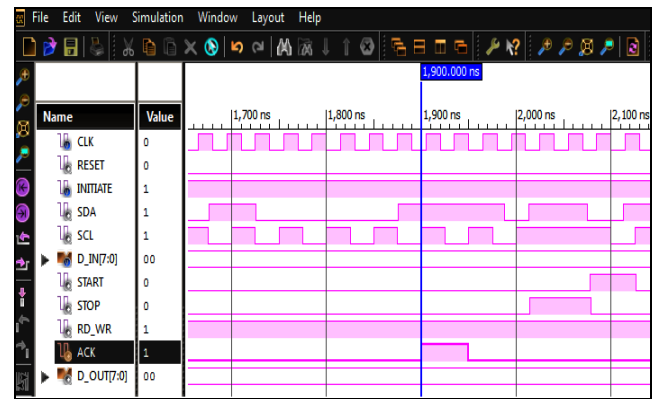 File Edit View Simulation Window Layout Help
1,900.000 ns
Name Value
1,700 ns 1,800 ns 1,900 ns 2,000 ns 2,100 ns
CLK 0
RESET 0
INITIATE 1
SDA 1
SCL 1
D_IN[7:0] 00
START 0
STOP 0
RD_WR 1
ACK 1
D_OUT[7:0] 00